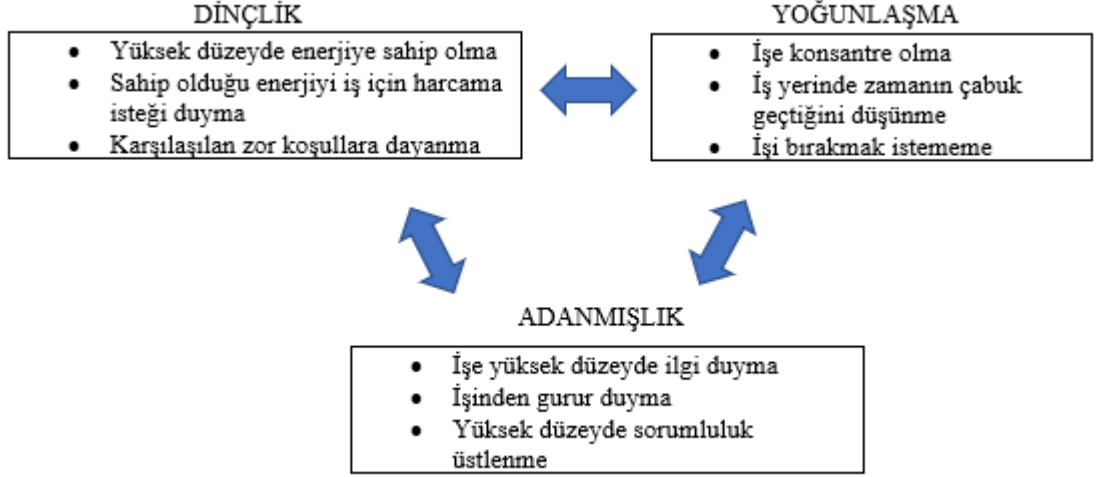 DİNÇLİK
• Yüksek düzeyde enerjiye sahip olma
• Sahip olduğu enerjiyi iş için harcama
isteği duyma
• Karşılaşılan zor koşullara dayanma
YOĞUNLAŞMA
• İşe konsantre olma
• İş yerinde zamanın çabuk
geçtiğini düşünme
• İşi bırakmak istememe
ADANMIŞLIK
• İşe yüksek düzeyde ilgi duyma
• İşinden gurur duyma
• Yüksek düzeyde sorumluluk
üstlenme